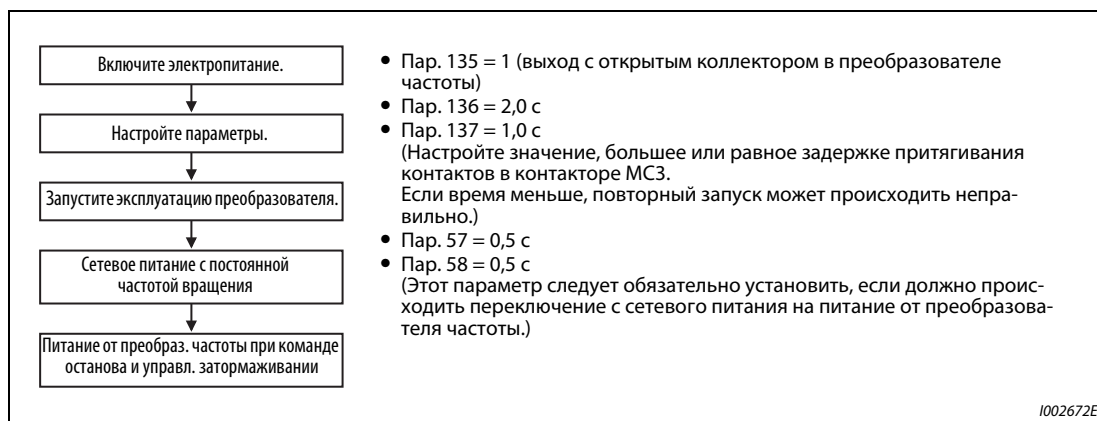 Включите электропитание.
Настройте параметры.
Запустите эксплуатацию преобразователя.
Сетевое питание с постоянной
частотой вращения
Питание от преобраз. частоты при команде
останова и управл. затормаживании
• Пар. 135 = 1 (выход с открытым коллектором в преобразователе
частоты)
• Пар. 136 = 2,0 с
• Пар. 137 = 1,0 с
(Настройте значение, большее или равное задержке притягивания
контактов в контакторе MC3.
Если время меньше, повторный запуск может происходить непра-
вильно.)
• Пар. 57 = 0,5 с
• Пар. 58 = 0,5 с
(Этот параметр следует обязательно установить, если должно проис-
ходить переключение с сетевого питания на питание от преобразова-
теля частоты.)
I002672E